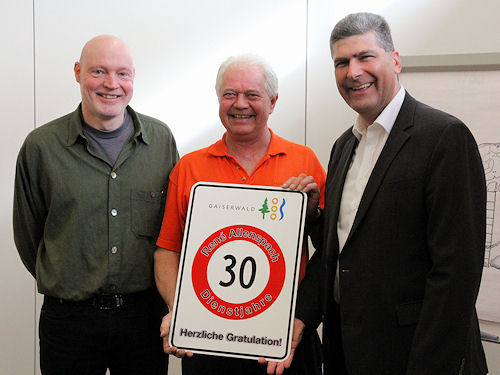 GAISERWALD
René Allenspach
30
Dienstjahre
Herzliche Gratulation!